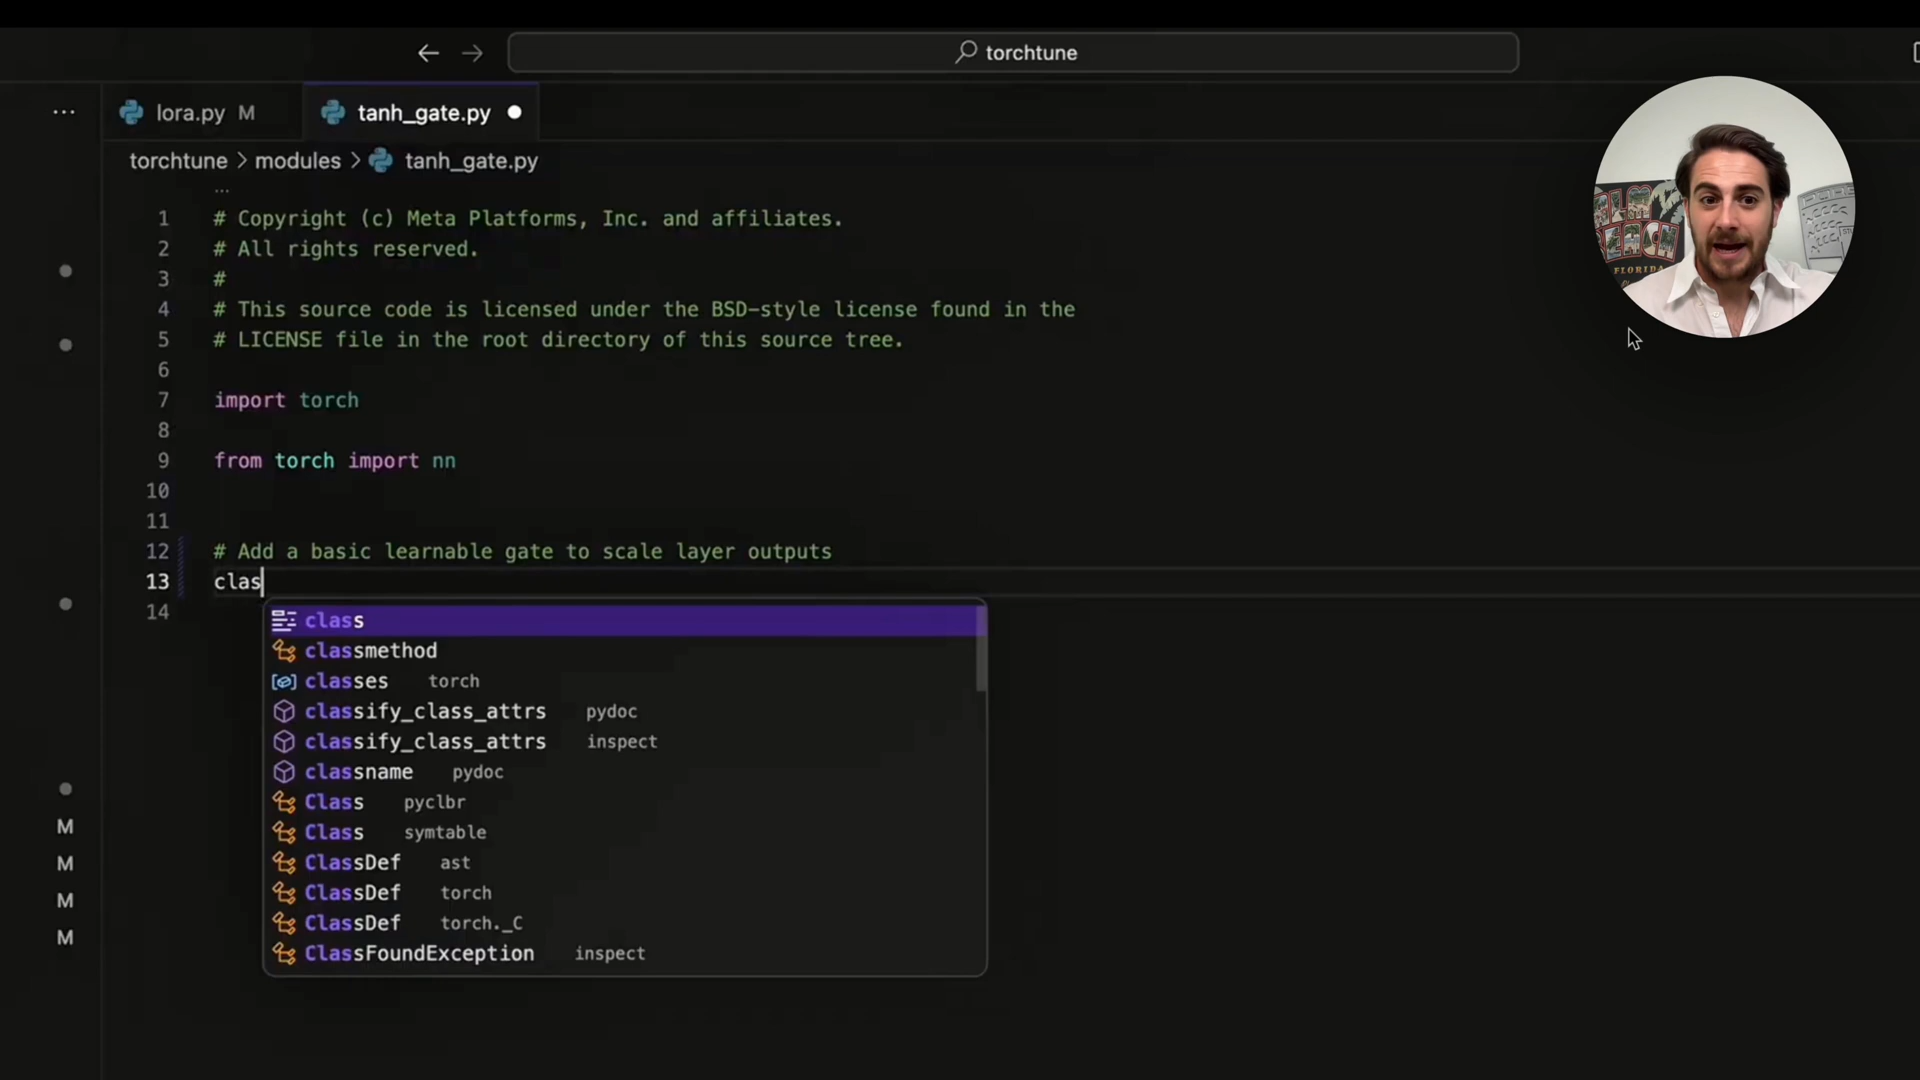 torchtune
lora.py M
tanh_gate.py
torchtune > modules > tanh_gate.py
...
1 # Copyright (c) Meta Platforms, Inc. and affiliates.
2 # All rights reserved.
3 #
4 # This source code is licensed under the BSD-style license found in the
5 # LICENSE file in the root directory of this source tree.
6
7 import torch
8
9 from torch import nn
10
11
12 # Add a basic learnable gate to scale layer outputs
13 clas
14
class
classmethod
classes torch
classify_class_attrs pydoc
classify_class_attrs inspect
classname pydoc
Class pyclbr
Class symtable
ClassDef ast
ClassDef torch
ClassDef torch._C
ClassFoundException inspect
M
M
M
M
FLORIDA